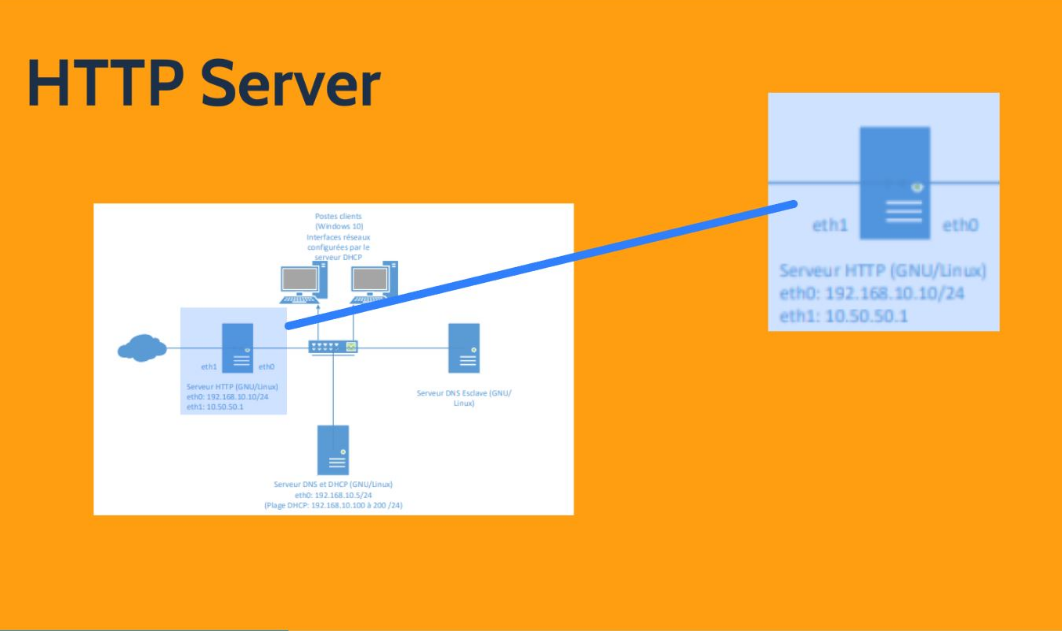 HTTP Server
Postes clients
(Windows 10)
Interfaces réseaux
configurées par le
serveur DHCP
eth1
eth0
Serveur HTTP (GNU/Linux)
eth0: 192.168.10.10/24
eth1: 10.50.50.1
Serveur DNS Esclave (GNU/
Linux)
Serveur DNS et DHCP (GNU/Linux)
eth0: 192.168.10.5/24
(Plage DHCP: 192.168.10.100 à 200 /24)
eth1
eth0
Serveur HTTP (GNU/Linux)
eth0: 192.168.10.10/24
eth1: 10.50.50.1